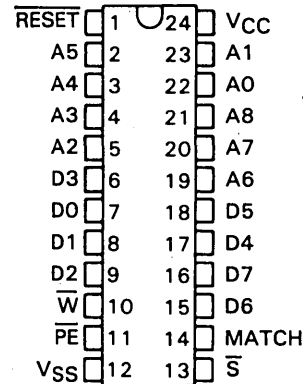 R̅E̅S̅E̅T̅ 1 24 VCC
A5 2 23 A1
A4 3 22 A0
A3 4 21 A8
A2 5 20 A7
D3 6 19 A6
D0 7 18 D5
D1 8 17 D4
D2 9 16 D7
W̅ 10 15 D6
P̅E̅ 11 14 MATCH
VSS 12 13 S̅